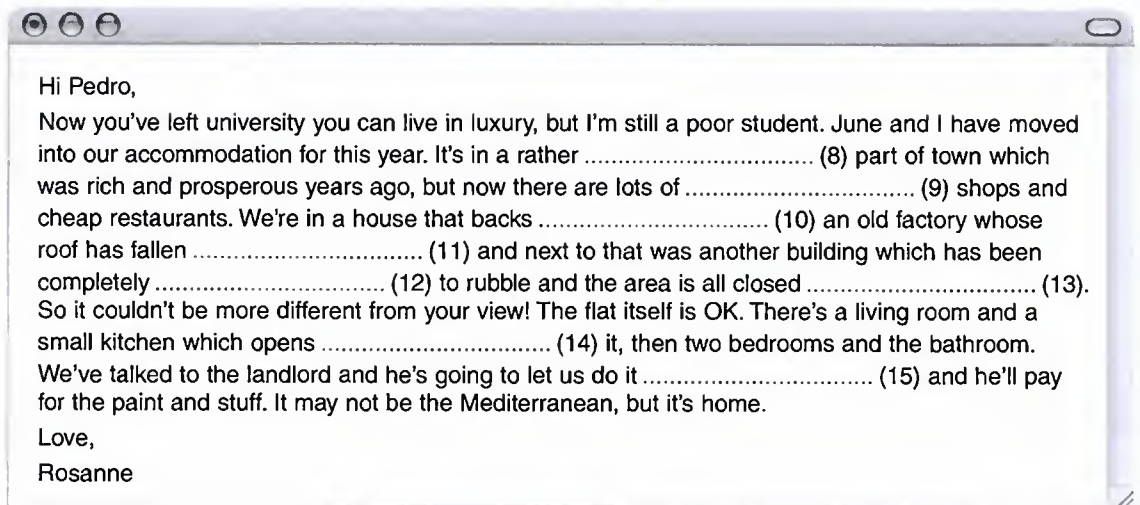 Hi Pedro,
Now you've left university you can live in luxury, but I'm still a poor student. June and I have moved
into our accommodation for this year. It's in a rather .................................. (8) part of town which
was rich and prosperous years ago, but now there are lots of .................................. (9) shops and
cheap restaurants. We're in a house that backs .................................. (10) an old factory whose
roof has fallen .................................. (11) and next to that was another building which has been
completely .................................. (12) to rubble and the area is all closed .................................. (13).
So it couldn't be more different from your view! The flat itself is OK. There's a living room and a
small kitchen which opens .................................. (14) it, then two bedrooms and the bathroom.
We've talked to the landlord and he's going to let us do it .................................. (15) and he'll pay
for the paint and stuff. It may not be the Mediterranean, but it's home.
Love,
Rosanne